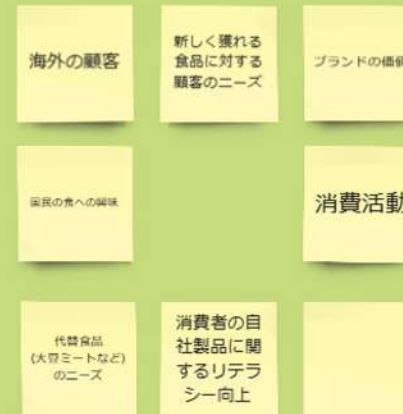 海外の顧客
新しく獲れる
食品に対する
顧客のニーズ
ブランドの価値
国民の食への興味
消費活動
代替食品
(大豆ミートなど)
のニーズ
消費者の自
社製品に関
するリテラ
シー向上